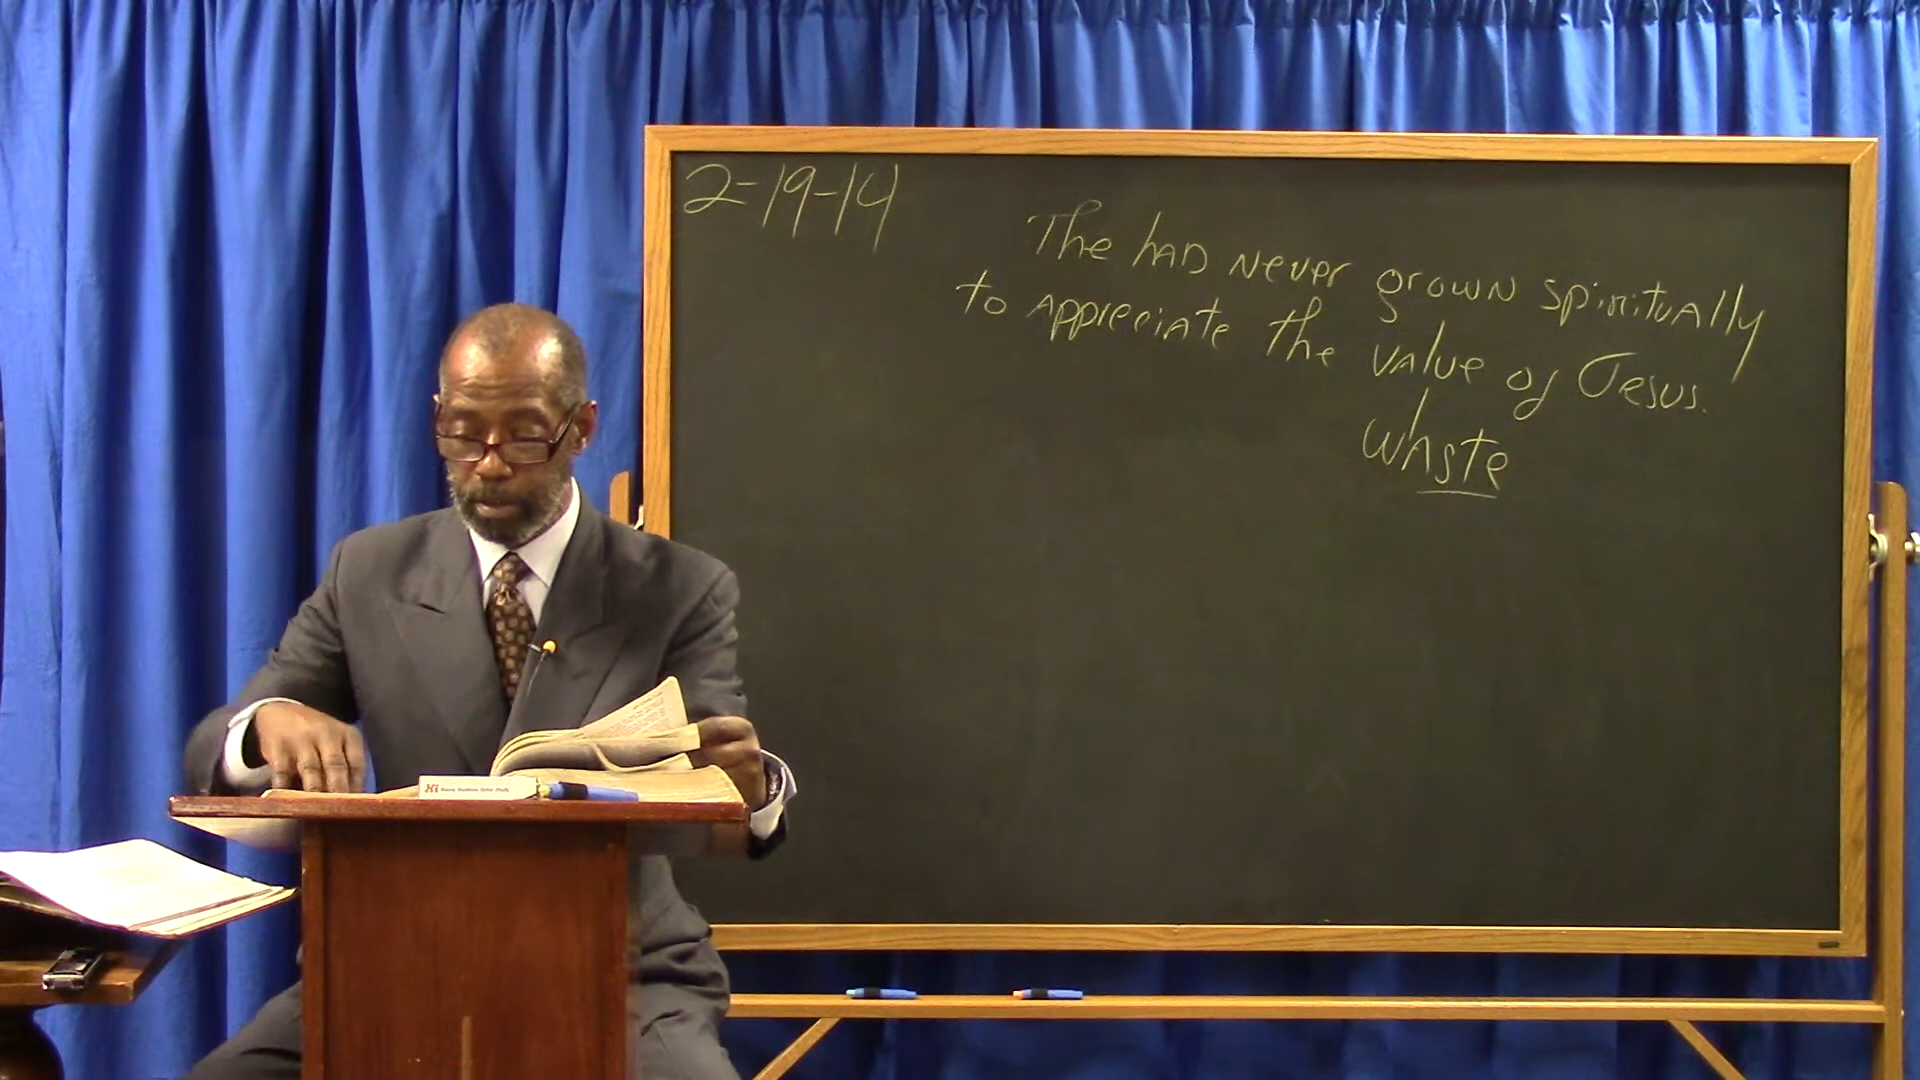 2-19-14
The had never grown spiritually
to appreciate the value of Jesus.
waste